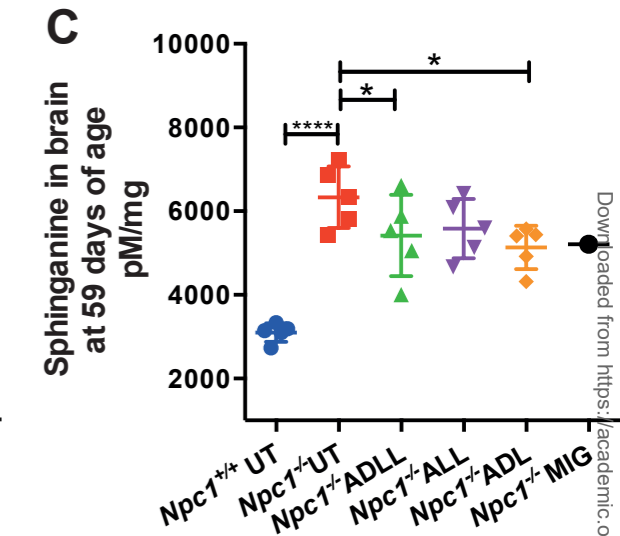 C
Sphinganine in brain
at 59 days of age
pM/mg
10000
8000
6000
4000
2000
*
*
****
Npc1+/+ UT
Npc1-/-UT
Npc1-/-ADLL
Npc1-/-ALL
Npc1-/-ADL
Npc1-/- MIG
Downloaded from https://academic.o